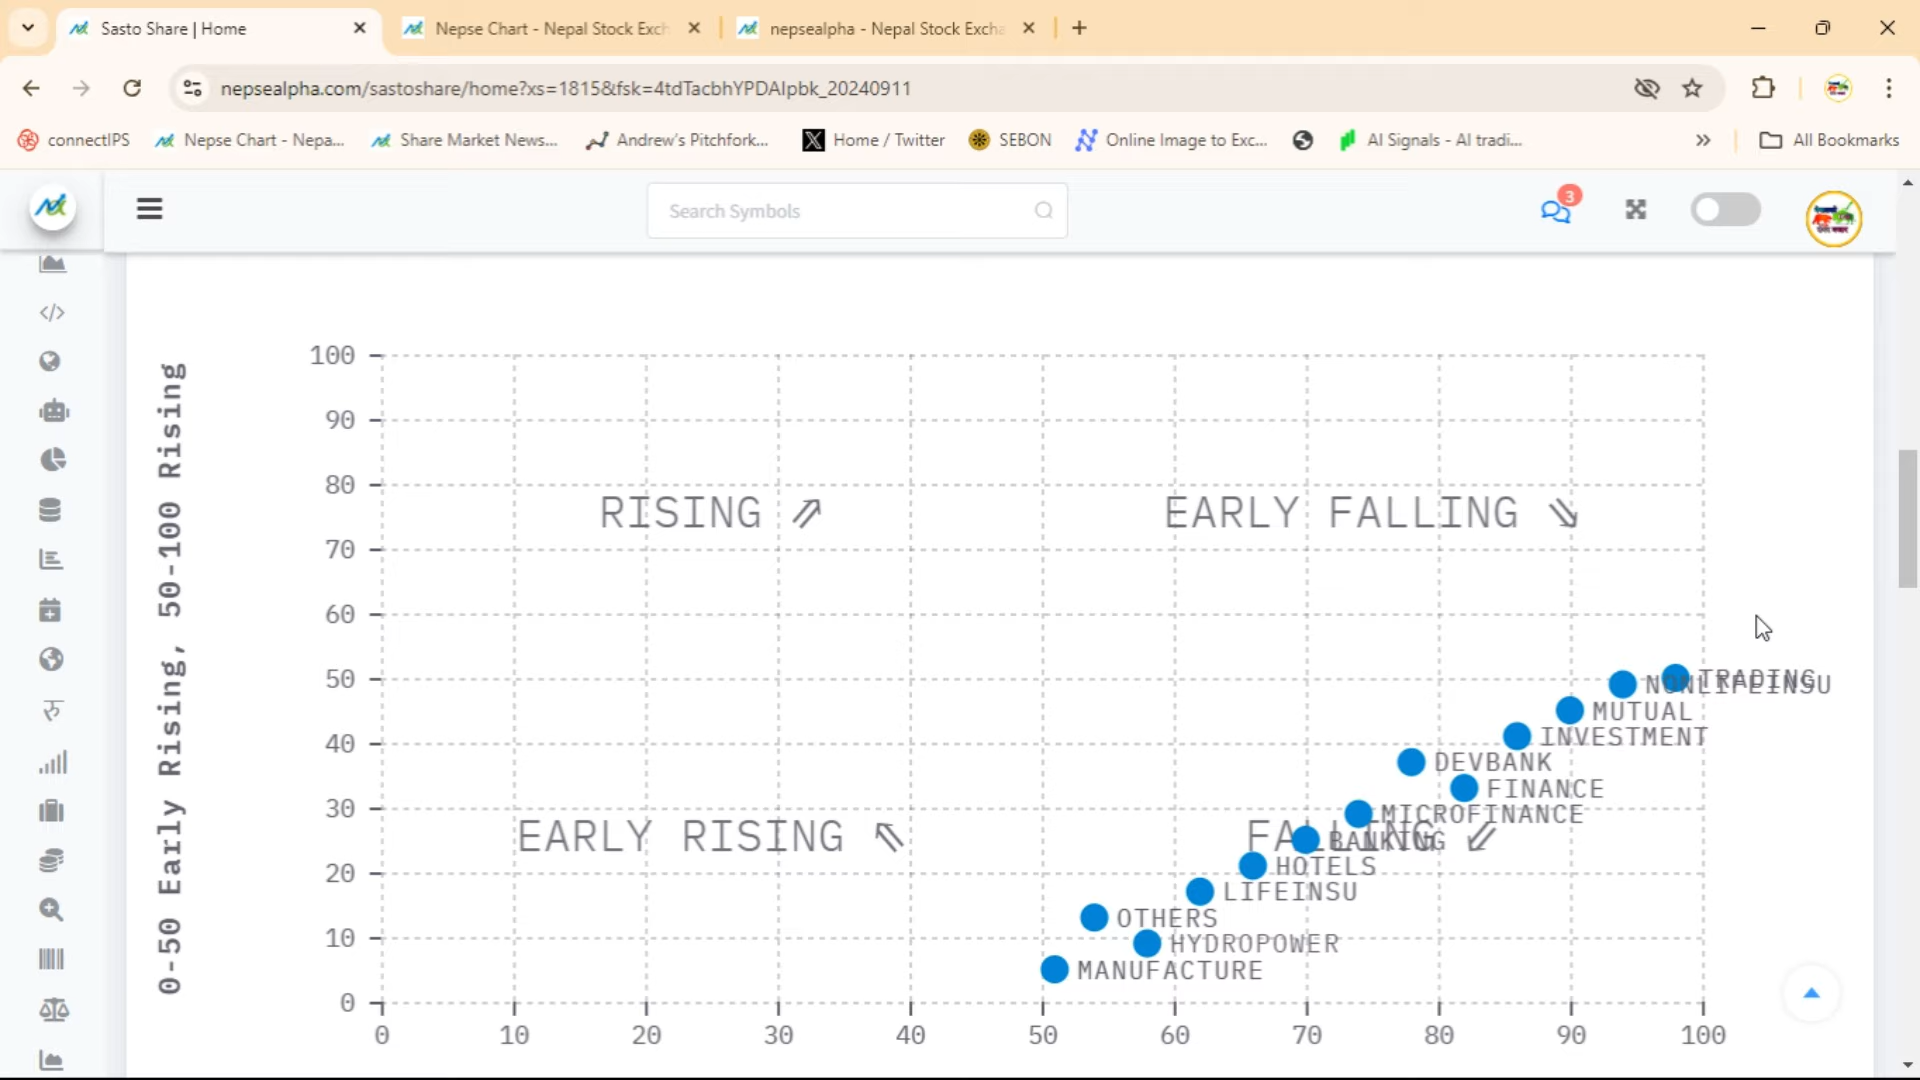 Sasto Share | Home
Nepse Chart - Nepal Stock Exch
nepsealpha - Nepal Stock Excha
nepsealpha.com/sastoshare/home?xs=1815&fsk=4tdTacbhYPDAIpbk_20240911
connectIPS
Nepse Chart - Nepa...
Share Market News...
Andrew's Pitchfork...
Home / Twitter
SEBON
Online Image to Exc...
AI Signals - AI tradi...
All Bookmarks
Search Symbols
3
0-50 Early Rising, 50-100 Rising
100
90
80
RISING ⇗
EARLY FALLING ⇘
70
60
50
TRADING
NONLIFEINSU
MUTUAL
40
INVESTMENT
DEVBANK
FINANCE
30
MICROFINANCE
EARLY RISING ⇖
FALLING ⇙
BANKING
20
HOTELS
LIFEINSU
OTHERS
10
HYDROPOWER
MANUFACTURE
0
0 10 20 30 40 50 60 70 80 90 100